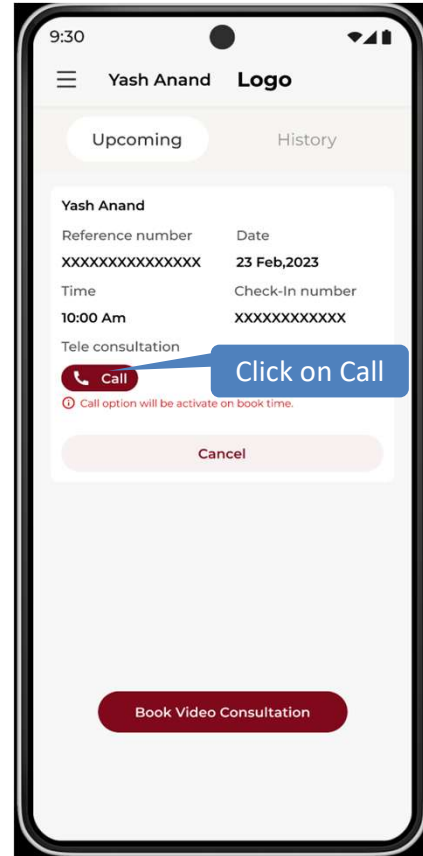 9:30
Yash Anand Logo
Upcoming History
Yash Anand
Reference number Date
XXXXXXXXXXXXXXX 23 Feb,2023
Time Check-In number
10:00 Am XXXXXXXXXXXX
Tele consultation
Call Click on Call
Call option will be activate on book time.
Cancel
Book Video Consultation